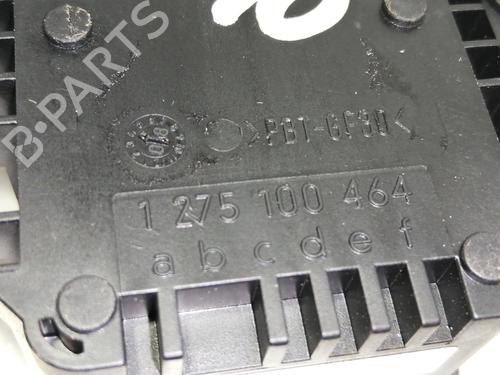 B-PARTS
>PBT-GF30<
1 275 100 464
a b c d e f